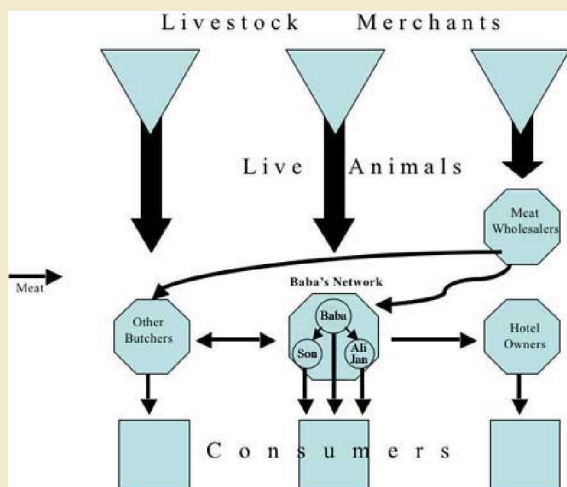 Livestock Merchants
Live Animals
Meat
Wholesalers
Meat
Baba's Network
Other
Butchers
Baba
Son
Ali
Jan
Hotel
Owners
Consumers